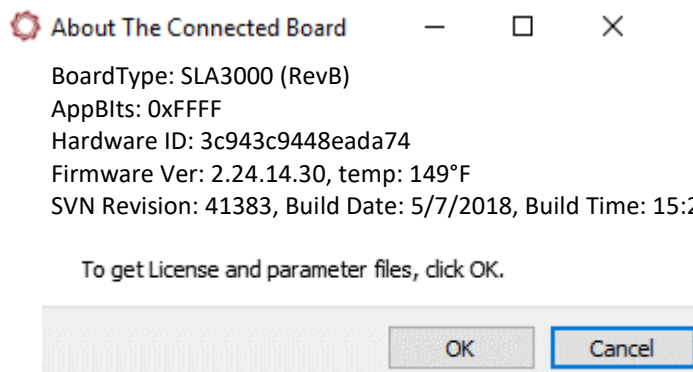 About The Connected Board
BoardType: SLA3000 (RevB)
AppBIts: 0xFFFF
Hardware ID: 3c943c9448eada74
Firmware Ver: 2.24.14.30, temp: 149°F
SVN Revision: 41383, Build Date: 5/7/2018, Build Time: 15:2
To get License and parameter files, click OK.
OK Cancel